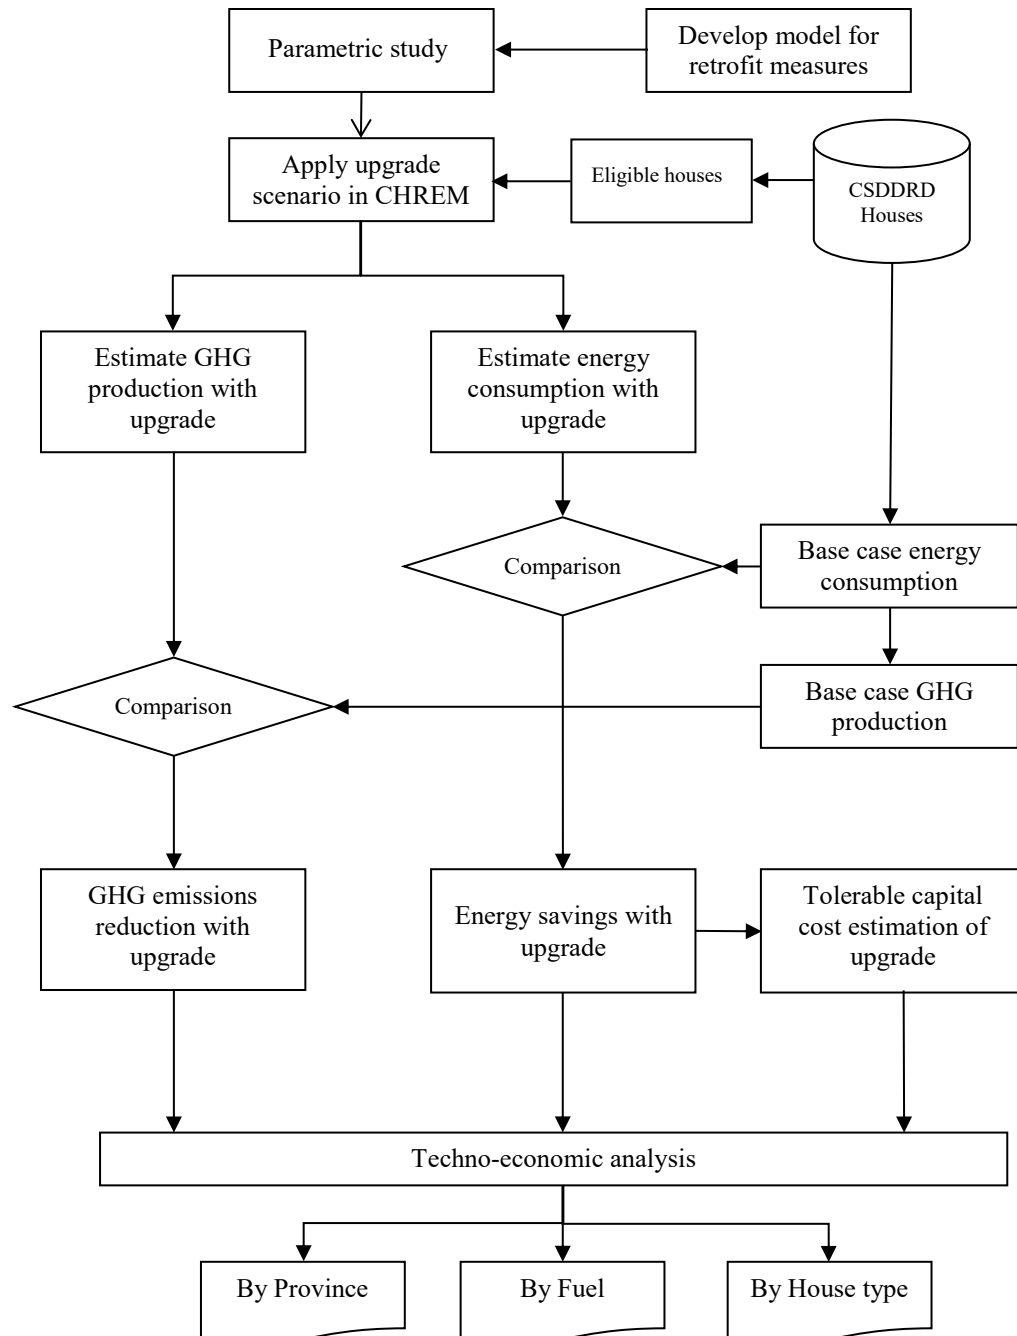 Parametric study
Develop model for
retrofit measures
Apply upgrade
scenario in CHREM
Eligible houses
CSDDRD
Houses
Estimate GHG
production with
upgrade
Estimate energy
consumption with
upgrade
Comparison
Base case energy
consumption
Comparison
Base case GHG
production
GHG emissions
reduction with
upgrade
Energy savings with
upgrade
Tolerable capital
cost estimation of
upgrade
Techno-economic analysis
By Province
By Fuel
By House type